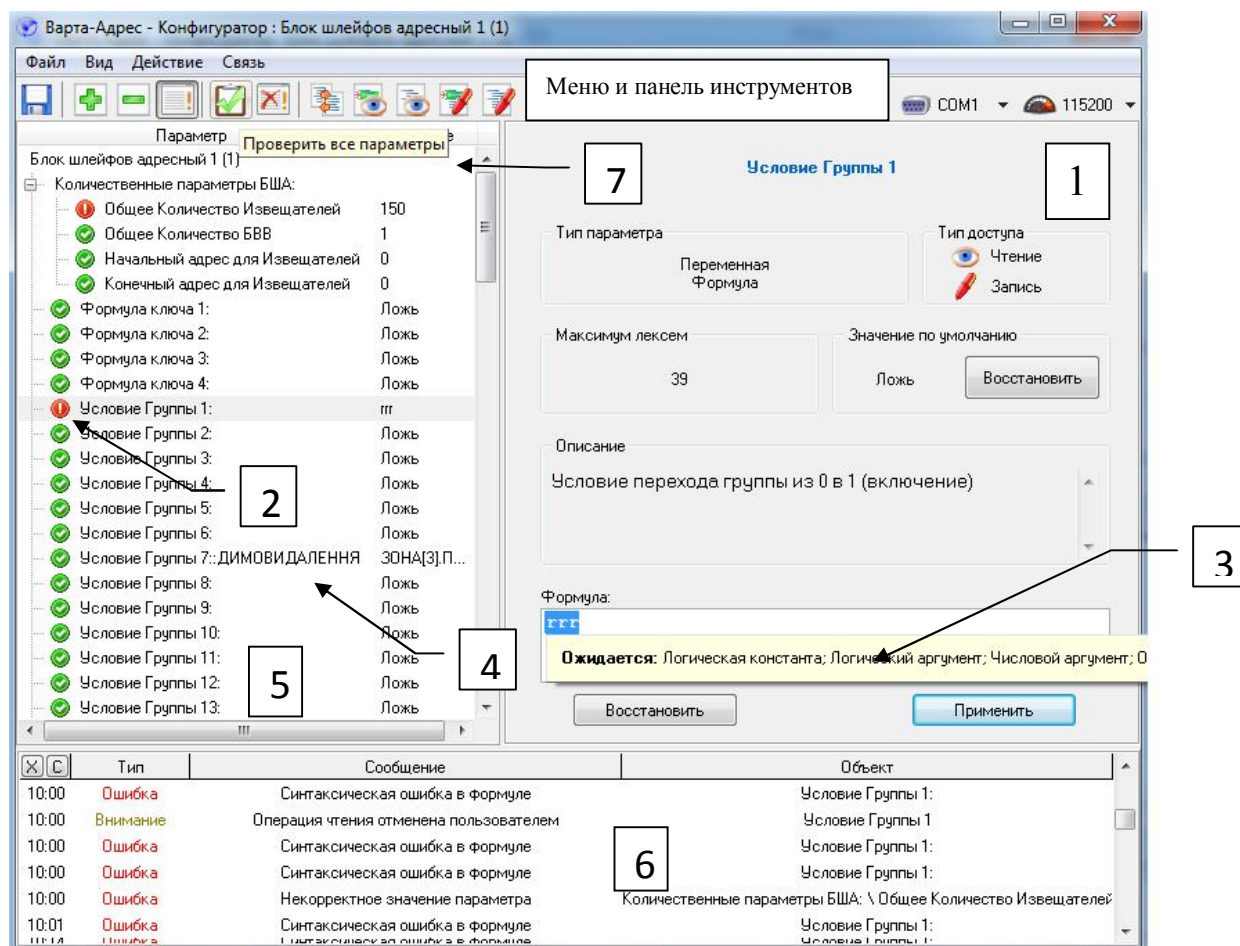 Варта-Адрес - Конфигуратор : Блок шлейфов адресный 1 (1)
Файл Вид Действие Связь
Меню и панель инструментов
COM1 115200
Параметр
Проверить все параметры
Блок шлейфов адресный 1 (1)
Количественные параметры БША:
Общее Количество Извещателей 150
Общее Количество БВВ 1
Начальный адрес для Извещателей 0
Конечный адрес для Извещателей 0
Формула ключа 1: Ложь
Формула ключа 2: Ложь
Формула ключа 3: Ложь
Формула ключа 4: Ложь
Условие Группы 1: rrr
Условие Группы 2: Ложь
Условие Группы 3: Ложь
Условие Группы 4: Ложь
Условие Группы 5: Ложь
Условие Группы 6: Ложь
Условие Группы 7::ДИМОВИДАЛЕННЯ ЗОНА[3].П...
Условие Группы 8: Ложь
Условие Группы 9: Ложь
Условие Группы 10: Ложь
Условие Группы 11: Ложь
Условие Группы 12: Ложь
Условие Группы 13: Ложь
7
2
4
5
Условие Группы 1
1
Тип параметра
Переменная
Формула
Тип доступа
Чтение
Запись
Максимум лексем
39
Значение по умолчанию
Ложь Восстановить
Описание
Условие перехода группы из 0 в 1 (включение)
3
Формула:
rrr
Ожидается: Логическая константа; Логический аргумент; Числовой аргумент; О
Восстановить Применить
X C Тип Сообщение Объект
10:00 Ошибка Синтаксическая ошибка в формуле Условие Группы 1:
10:00 Внимание Операция чтения отменена пользователем Условие Группы 1
10:00 Ошибка Синтаксическая ошибка в формуле Условие Группы 1:
10:00 Ошибка Синтаксическая ошибка в формуле Условие Группы 1:
10:00 Ошибка Некорректное значение параметра Количественные параметры БША: \ Общее Количество Извещателей
10:01 Ошибка Синтаксическая ошибка в формуле Условие Группы 1:
10:14 Ошибка Синтаксическая ошибка в формуле Условие Группы 1:
6